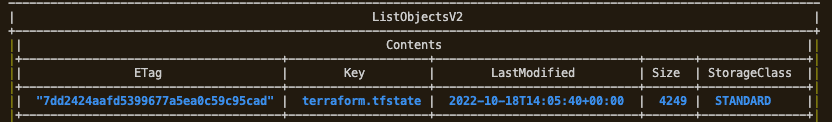 ListObjectsV2
Contents
ETag | Key | LastModified | Size | StorageClass
"7dd2424aafd5399677a5ea0c59c95cad" | terraform.tfstate | 2022-10-18T14:05:40+00:00 | 4249 | STANDARD